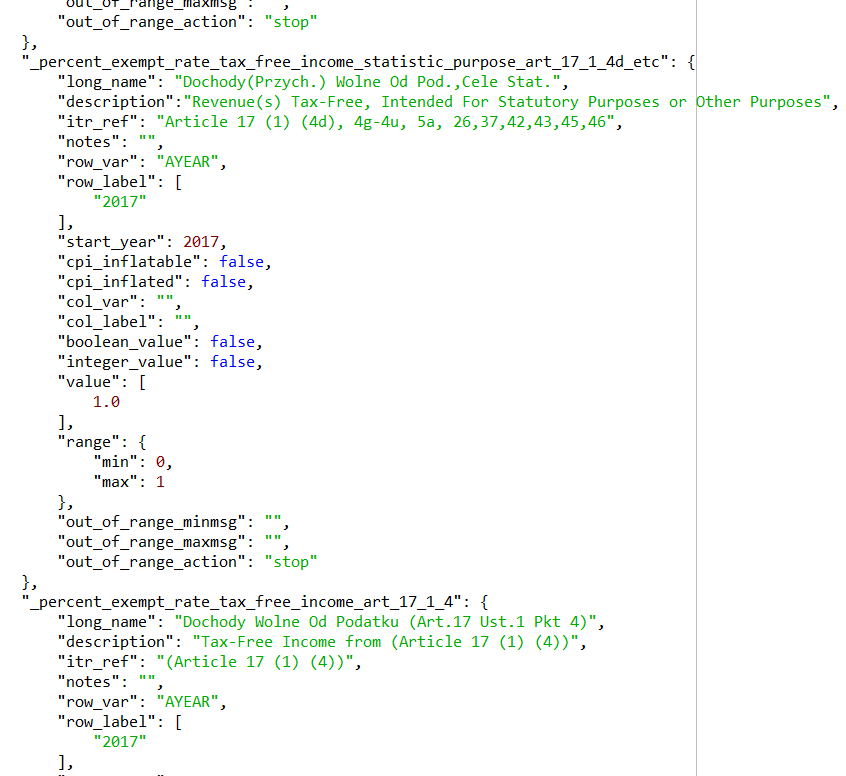 "out_of_range_maxmsg": "",
"out_of_range_action": "stop"
},
"_percent_exempt_rate_tax_free_income_statistic_purpose_art_17_1_4d_etc": {
"long_name": "Dochody(Przych.) Wolne Od Pod.,Cele Stat.",
"description":"Revenue(s) Tax-Free, Intended For Statutory Purposes or Other Purposes",
"itr_ref": "Article 17 (1) (4d), 4g-4u, 5a, 26,37,42,43,45,46",
"notes": "",
"row_var": "AYEAR",
"row_label": [
"2017"
],
"start_year": 2017,
"cpi_inflatable": false,
"cpi_inflated": false,
"col_var": "",
"col_label": "",
"boolean_value": false,
"integer_value": false,
"value": [
1.0
],
"range": {
"min": 0,
"max": 1
},
"out_of_range_minmsg": "",
"out_of_range_maxmsg": "",
"out_of_range_action": "stop"
},
"_percent_exempt_rate_tax_free_income_art_17_1_4": {
"long_name": "Dochody Wolne Od Podatku (Art.17 Ust.1 Pkt 4)",
"description": "Tax-Free Income from (Article 17 (1) (4))",
"itr_ref": "(Article 17 (1) (4))",
"notes": "",
"row_var": "AYEAR",
"row_label": [
"2017"
],